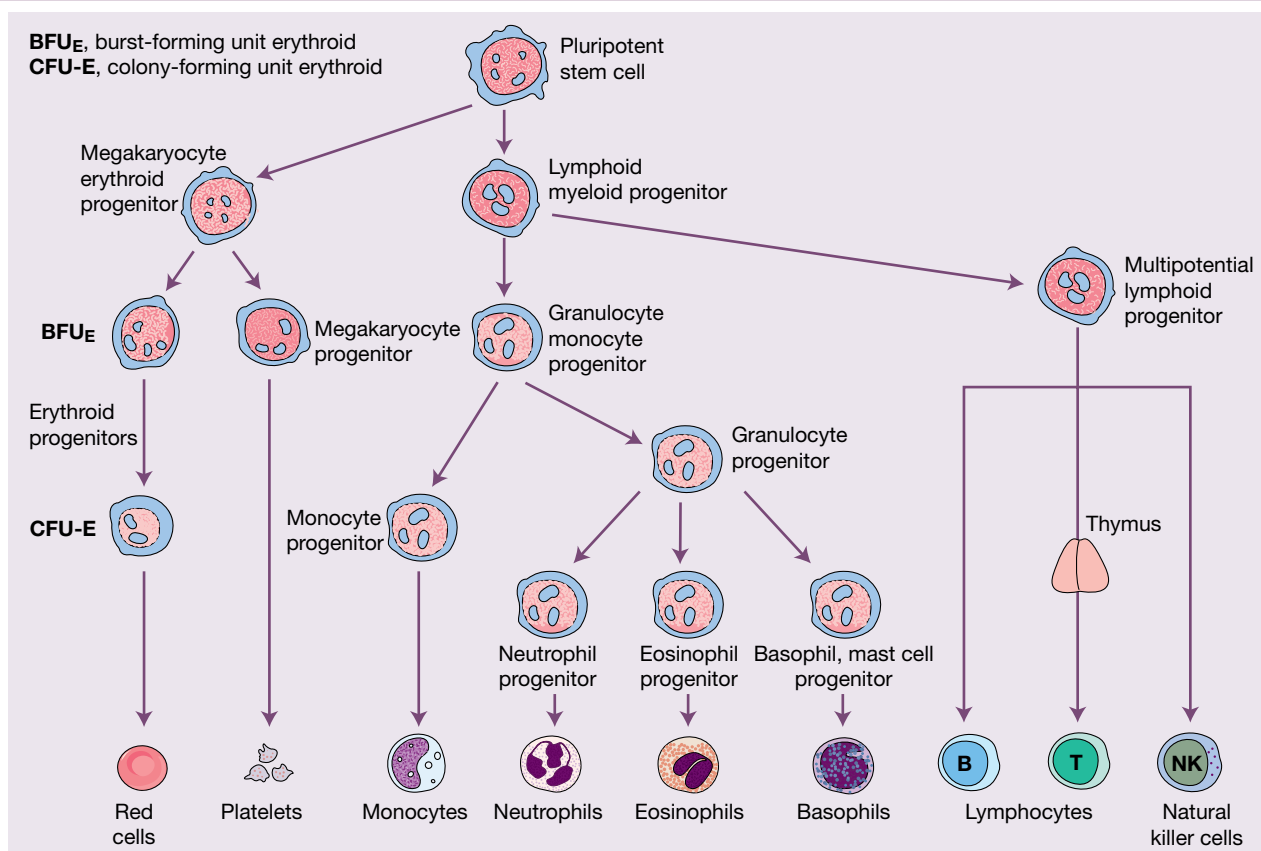 BFUE, burst-forming unit erythroid
CFU-E, colony-forming unit erythroid
Pluripotent
stem cell
Megakaryocyte
erythroid
progenitor
Lymphoid
myeloid progenitor
Multipotential
lymphoid
progenitor
BFUE
Megakaryocyte
progenitor
Granulocyte
monocyte
progenitor
Erythroid
progenitors
Granulocyte
progenitor
CFU-E
Monocyte
progenitor
Thymus
Neutrophil
progenitor
Eosinophil
progenitor
Basophil, mast cell
progenitor
B
T
NK
Red
cells
Platelets
Monocytes
Neutrophils
Eosinophils
Basophils
Lymphocytes
Natural
killer cells